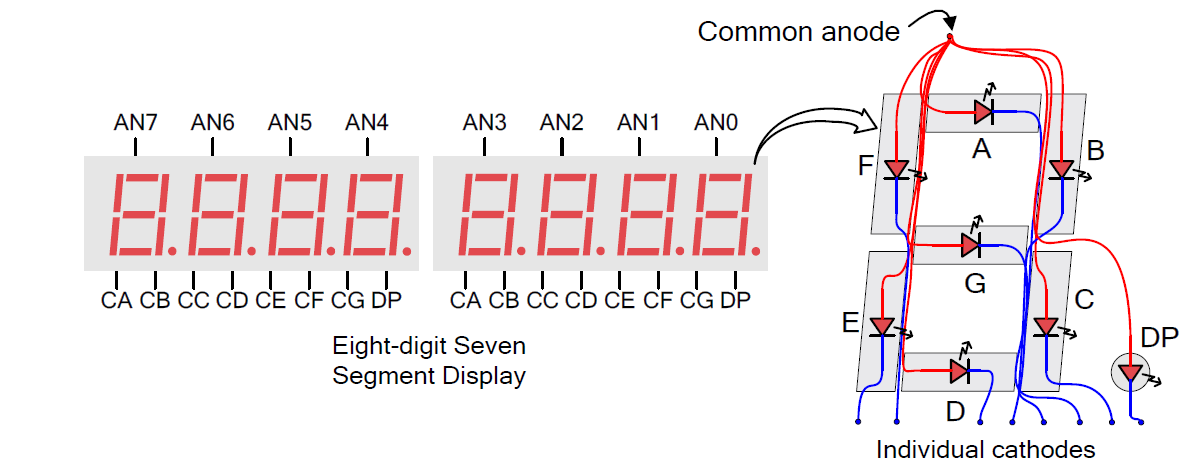 Common anode
AN7 AN6 AN5 AN4 AN3 AN2 AN1 AN0
CA CB CC CD CE CF CG DP CA CB CC CD CE CF CG DP
Eight-digit Seven
Segment Display
A
F
B
G
E
C
DP
D
Individual cathodes